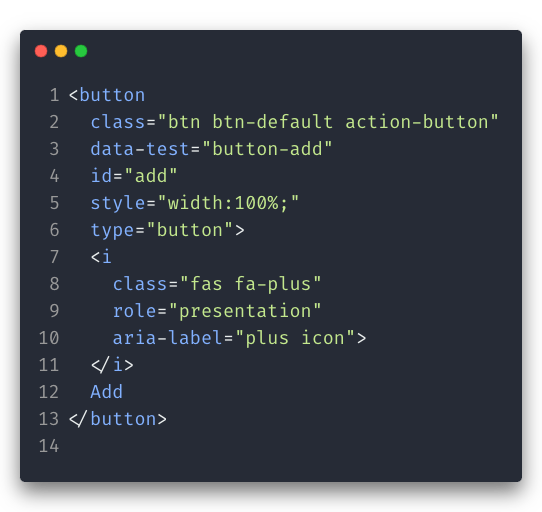 1 <button
2 class="btn btn-default action-button"
3 data-test="button-add"
4 id="add"
5 style="width:100%;"
6 type="button">
7 <i
8 class="fas fa-plus"
9 role="presentation"
10 aria-label="plus icon">
11 </i>
12 Add
13 </button>
14